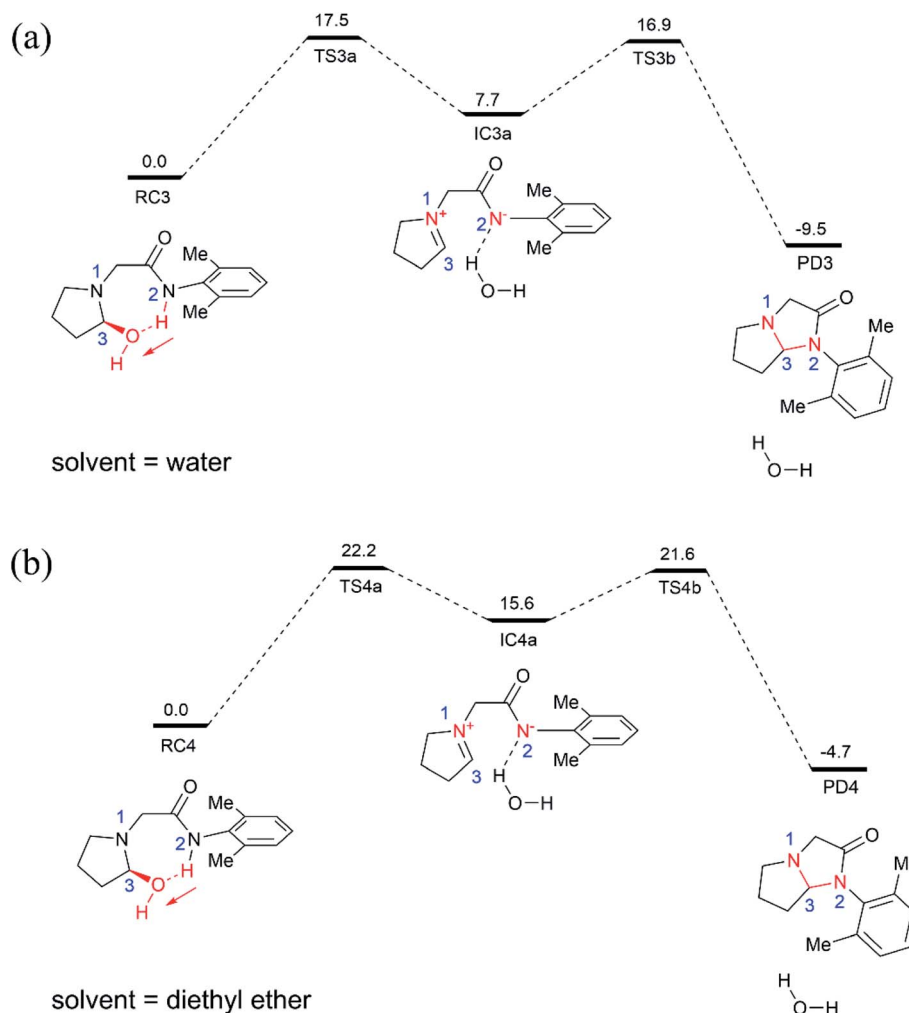 (a)
17.5
TS3a
16.9
TS3b
7.7
IC3a
0.0
RC3
-9.5
PD3
O
Me
1
N+
N-
2
Me
3
H
O-H
O
1
N
N
2
H
Me
Me
3
O
H
1
N
O
N
2
3
Me
Me
H
O-H
solvent = water
(b)
22.2
TS4a
21.6
TS4b
15.6
IC4a
0.0
RC4
-4.7
PD4
O
Me
1
N+
N-
2
Me
3
H
O-H
O
1
N
N
2
H
Me
Me
3
O
H
1
N
O
N
2
3
M
Me
H
O-H
solvent = diethyl ether